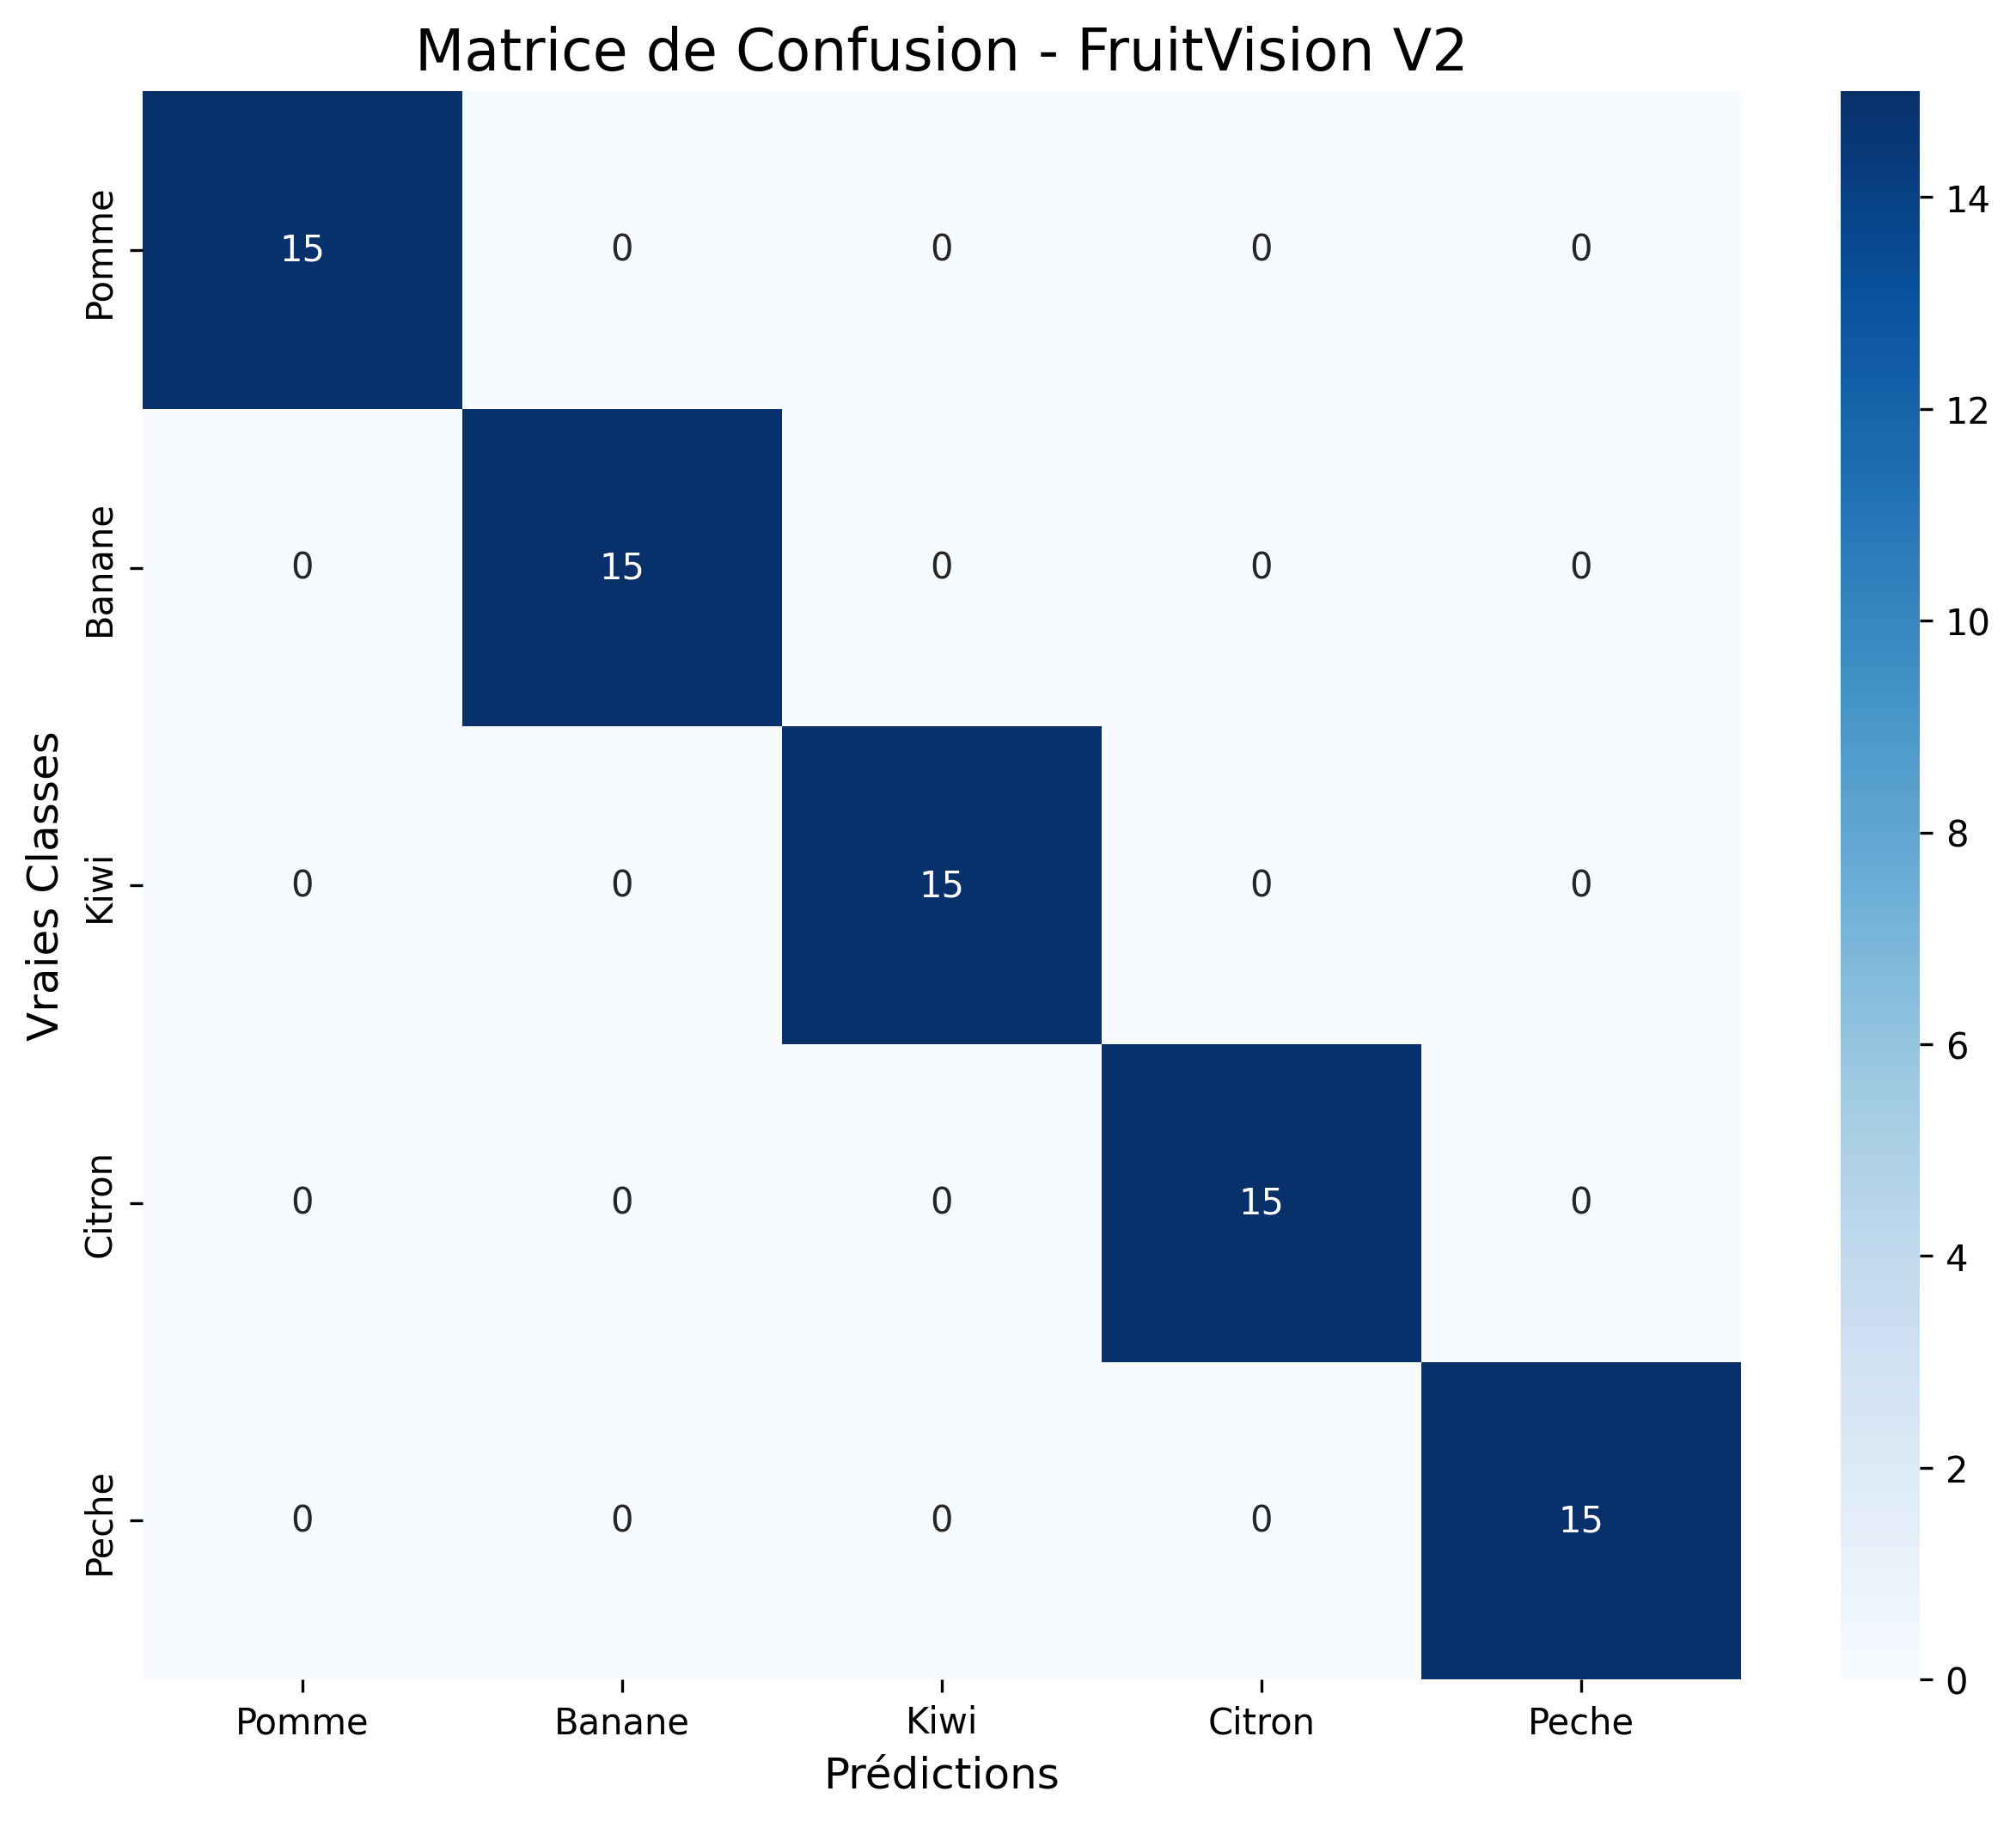 Matrice de Confusion - FruitVision V2
Vraies Classes
Pomme 15 0 0 0 0
Banane 0 15 0 0 0
Kiwi 0 0 15 0 0
Citron 0 0 0 15 0
Peche 0 0 0 0 15
Pomme Banane Kiwi Citron Peche
Prédictions
14
12
10
8
6
4
2
0